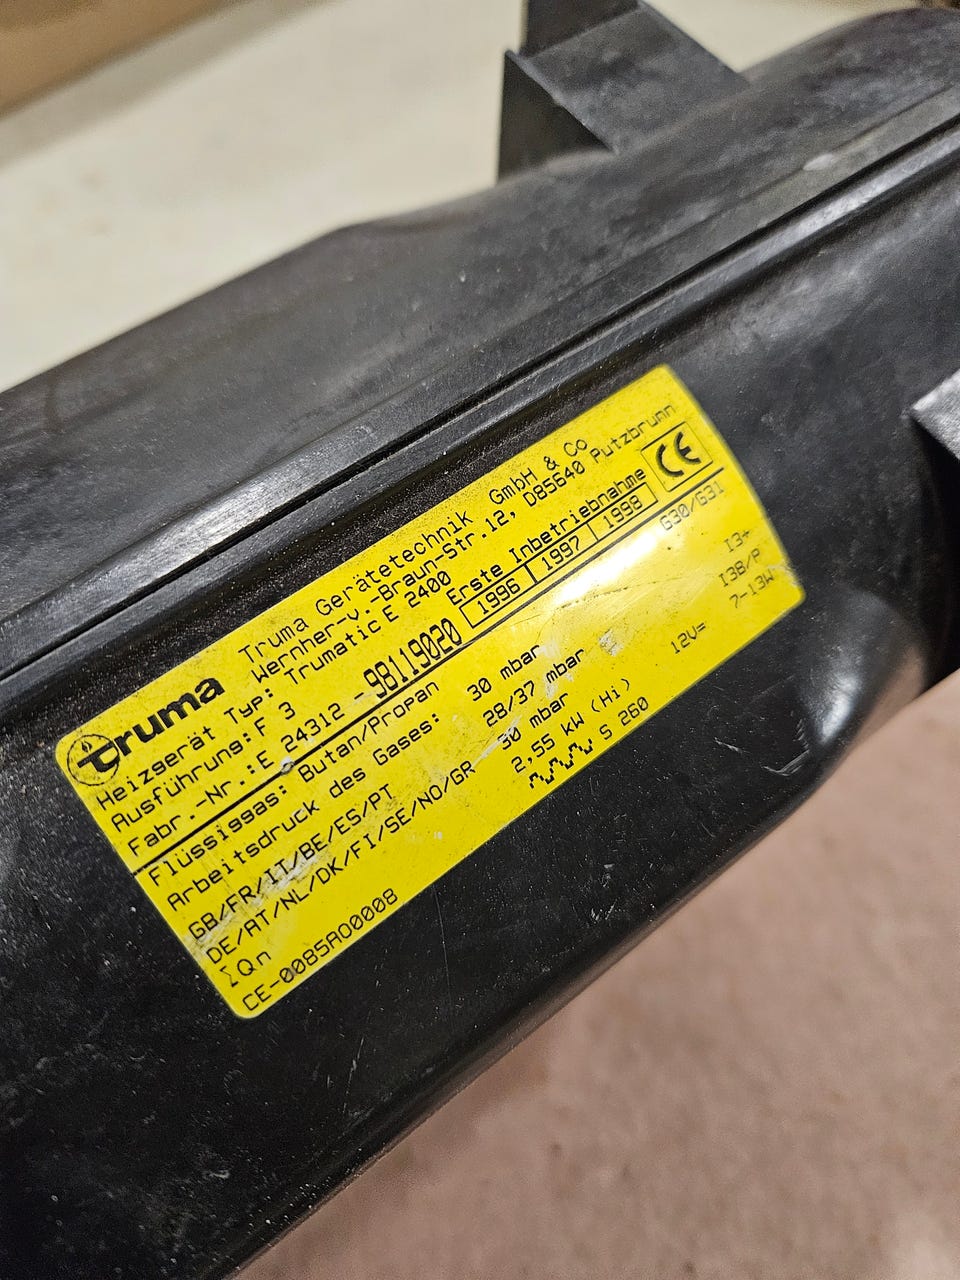 truma
Truma Gerätetechnik GmbH & Co
Wernher-v.-Braun-Str.12, D85640 Putzbrunn
Heizgerät Typ: Trumatic E 2400
CE
Ausführung: F 3
Erste Inbetriebnahme
Fabr.-Nr.: E 24312 -98119020
1996 1997 1998
Flüssiggas: Butan/Propan G30/G31
Arbeitsdruck des Gases: 30 mbar
GB/FR/IT/BE/ES/PT 28/37 mbar I3+
DE/AT/NL/DK/FI/SE/NO/GR 30 mbar I3B/P
ΣQn 2,55 kW (Hi) 12V= 7-13W
CE-0085AO0008 S 260